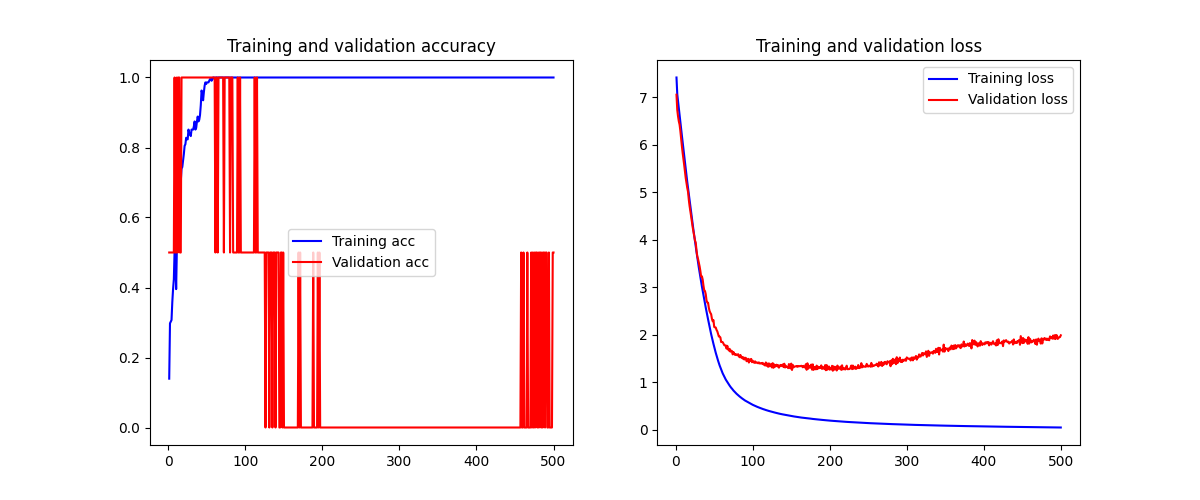 Training and validation accuracy
1.0
0.8
0.6
0.4
0.2
0.0
0 100 200 300 400 500
Training acc
Validation acc
Training and validation loss
7
6
5
4
3
2
1
0
0 100 200 300 400 500
Training loss
Validation loss